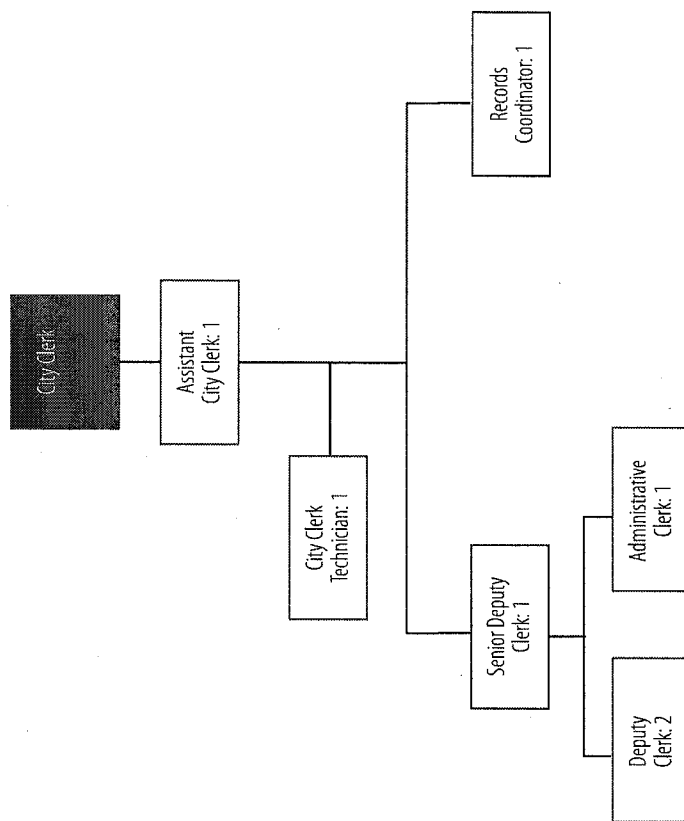 City Clerk
Assistant
City Clerk: 1
City Clerk
Technician: 1
Records
Coordinator: 1
Senior Deputy
Clerk: 1
Deputy
Clerk: 2
Administrative
Clerk: 1